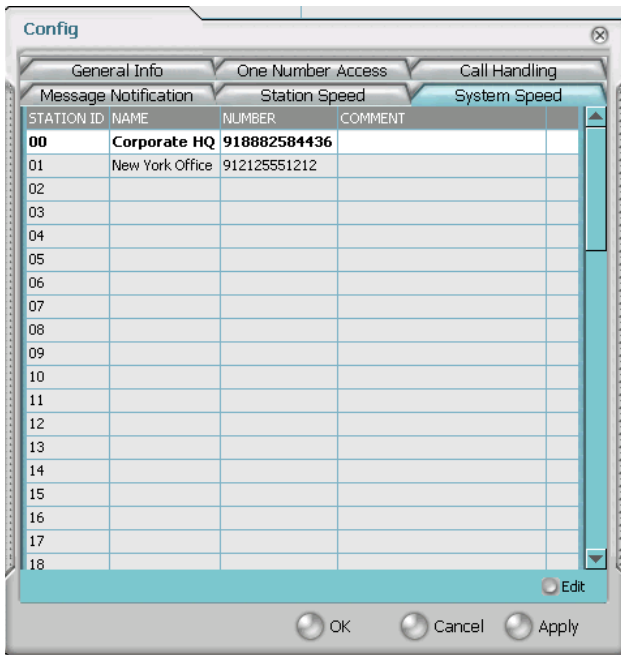 Config
General Info One Number Access Call Handling
Message Notification Station Speed System Speed
STATION ID NAME NUMBER COMMENT
00 Corporate HQ 918882584436
01 New York Office 912125551212
02
03
04
05
06
07
08
09
10
11
12
13
14
15
16
17
18
Edit
OK Cancel Apply